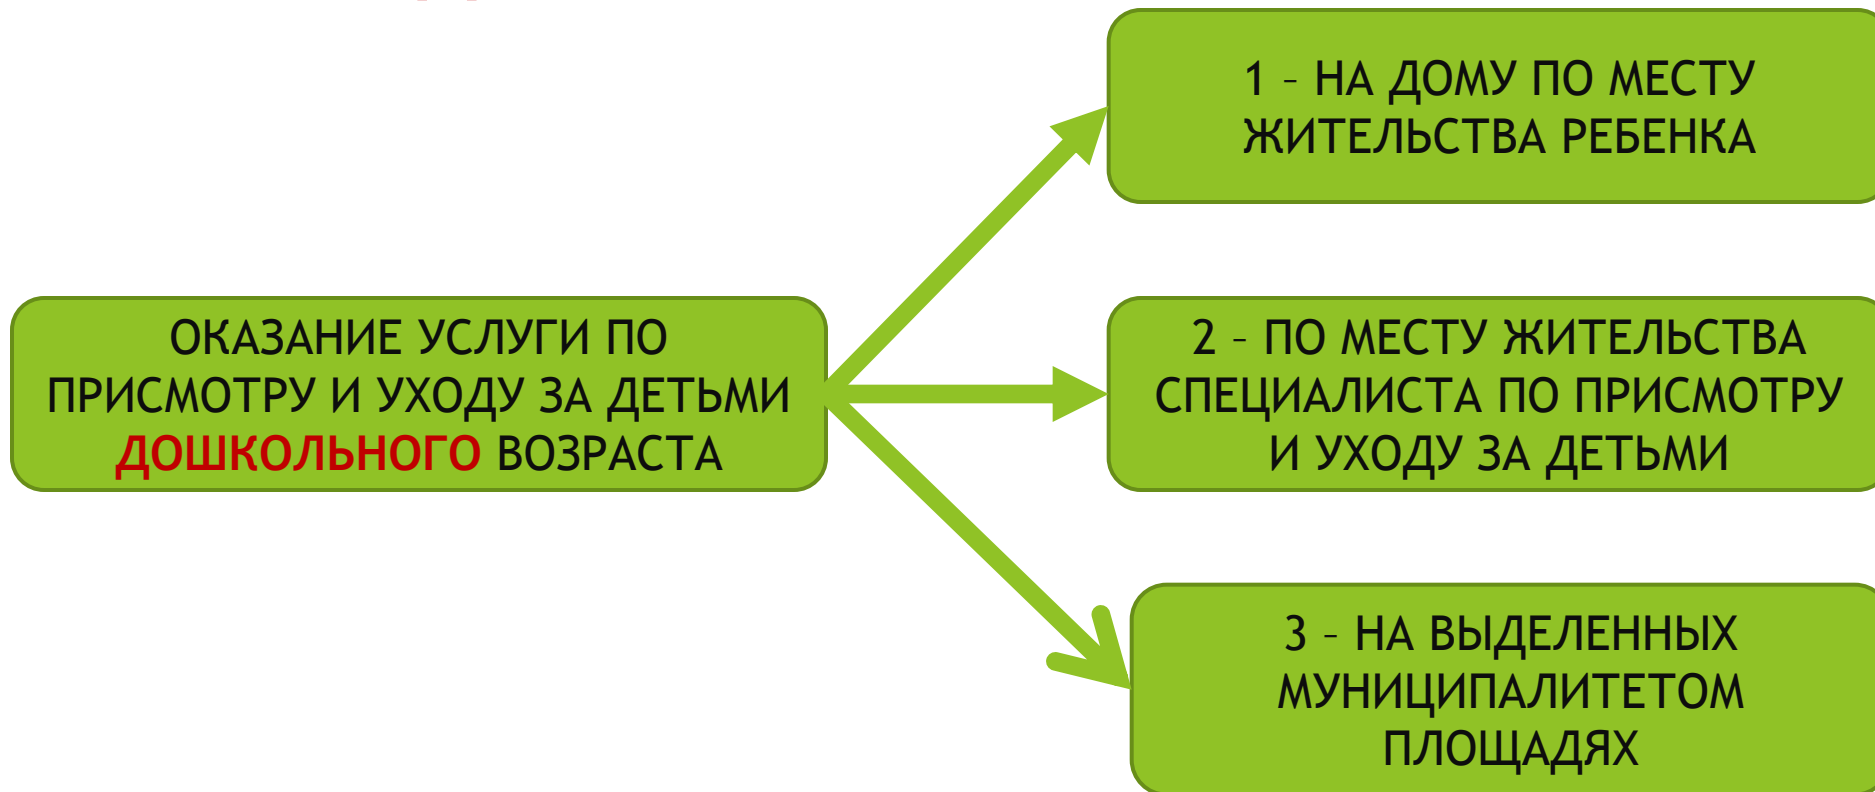 1 – НА ДОМУ ПО МЕСТУ
ЖИТЕЛЬСТВА РЕБЕНКА
ОКАЗАНИЕ УСЛУГИ ПО
ПРИСМОТРУ И УХОДУ ЗА ДЕТЬМИ
ДОШКОЛЬНОГО ВОЗРАСТА
2 – ПО МЕСТУ ЖИТЕЛЬСТВА
СПЕЦИАЛИСТА ПО ПРИСМОТРУ
И УХОДУ ЗА ДЕТЬМИ
3 – НА ВЫДЕЛЕННЫХ
МУНИЦИПАЛИТЕТОМ
ПЛОЩАДЯХ